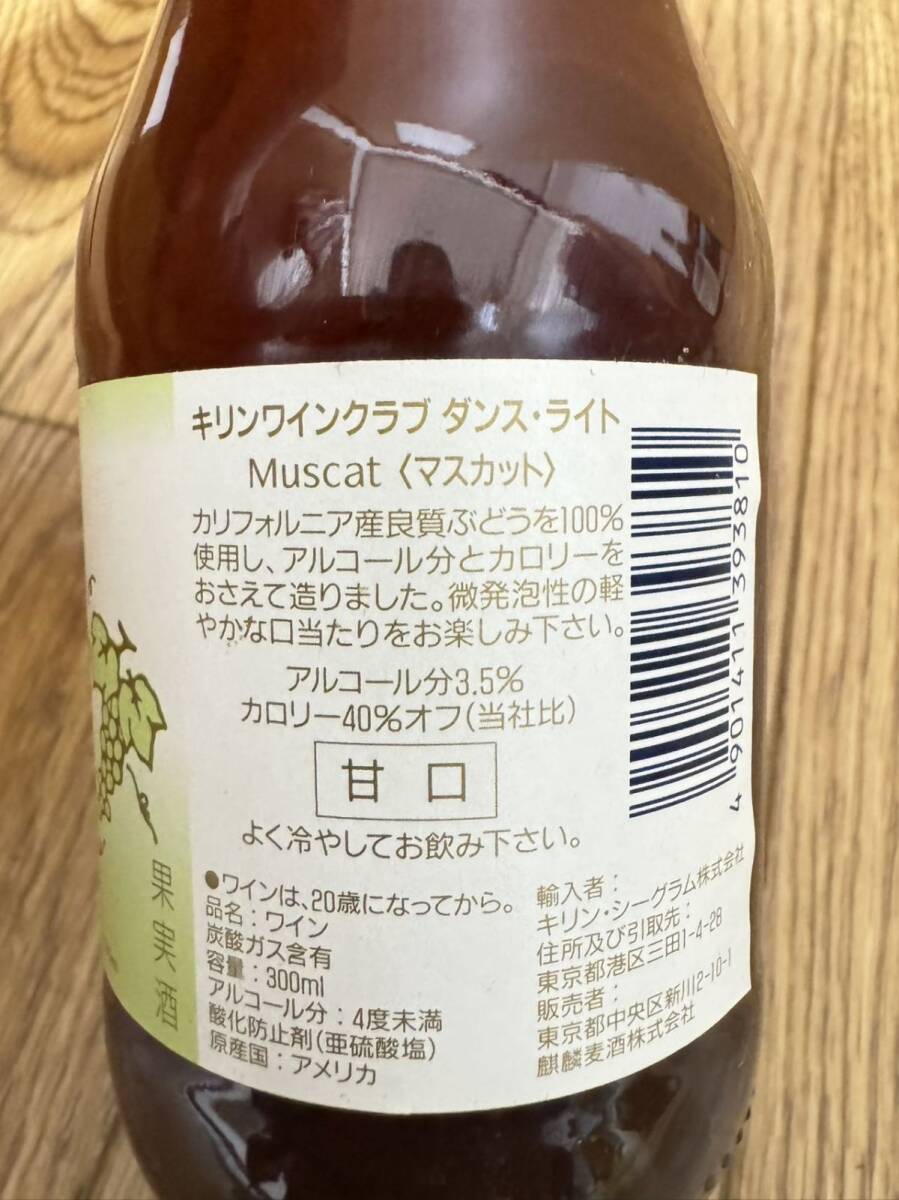 キリンワインクラブ ダンス・ライト
Muscat〈マスカット〉
カリフォルニア産良質ぶどうを100%
使用し、アルコール分とカロリーを
おさえて造りました。微発泡性の軽
やかな口当たりをお楽しみ下さい。
アルコール分3.5%
カロリー40%オフ(当社比)
甘口
よく冷やしてお飲み下さい。
●ワインは、20歳になってから。
品名:ワイン
炭酸ガス含有
容量:300ml
アルコール分:4度未満
酸化防止剤(亜硫酸塩)
原産国:アメリカ
輸入者:
キリン・シーグラム株式会社
住所及び引取先:
東京都港区三田1-4-28
販売者:
東京都中央区新川2-10-1
麒麟麦酒株式会社
4 901411 393810
果実酒